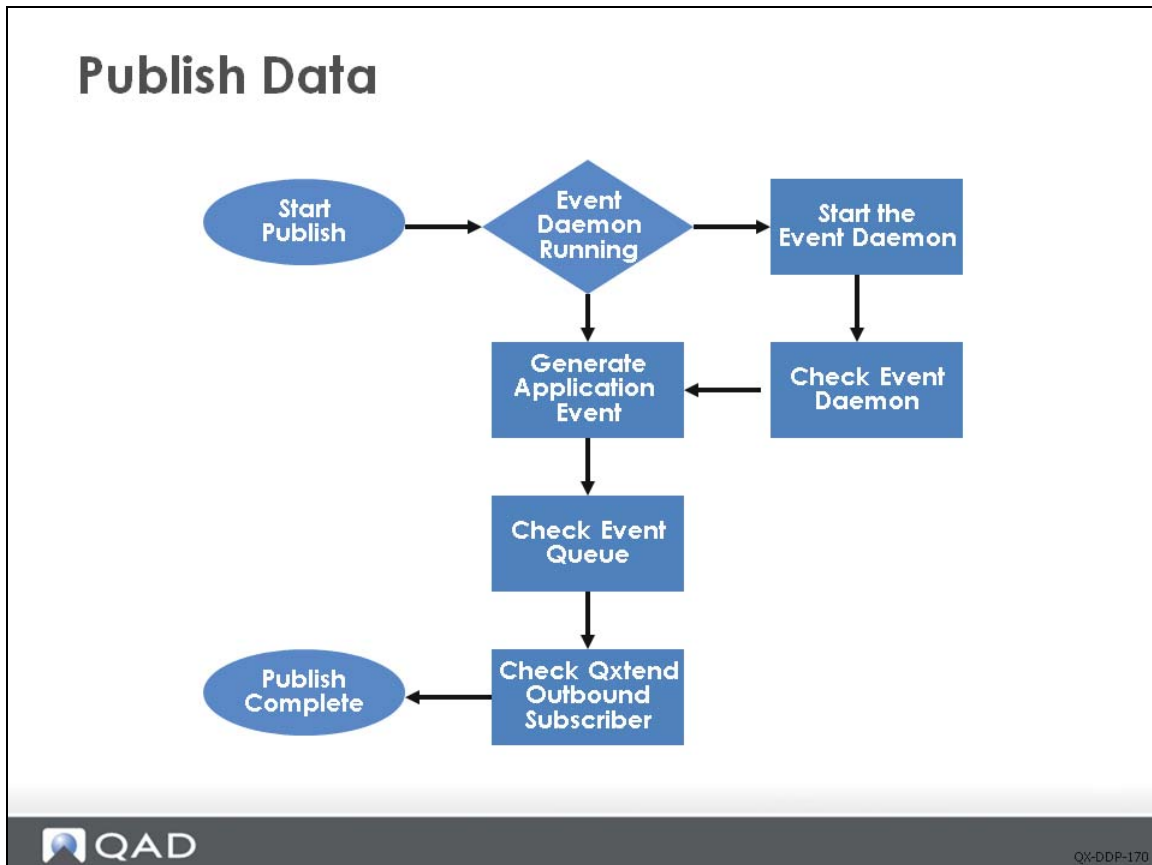 Publish Data
Start
Publish
Event
Daemon
Running
Start the
Event Daemon
Generate
Application
Event
Check Event
Daemon
Check Event
Queue
Publish
Complete
Check Qxtend
Outbound
Subscriber
QAD
QX-DDP-170